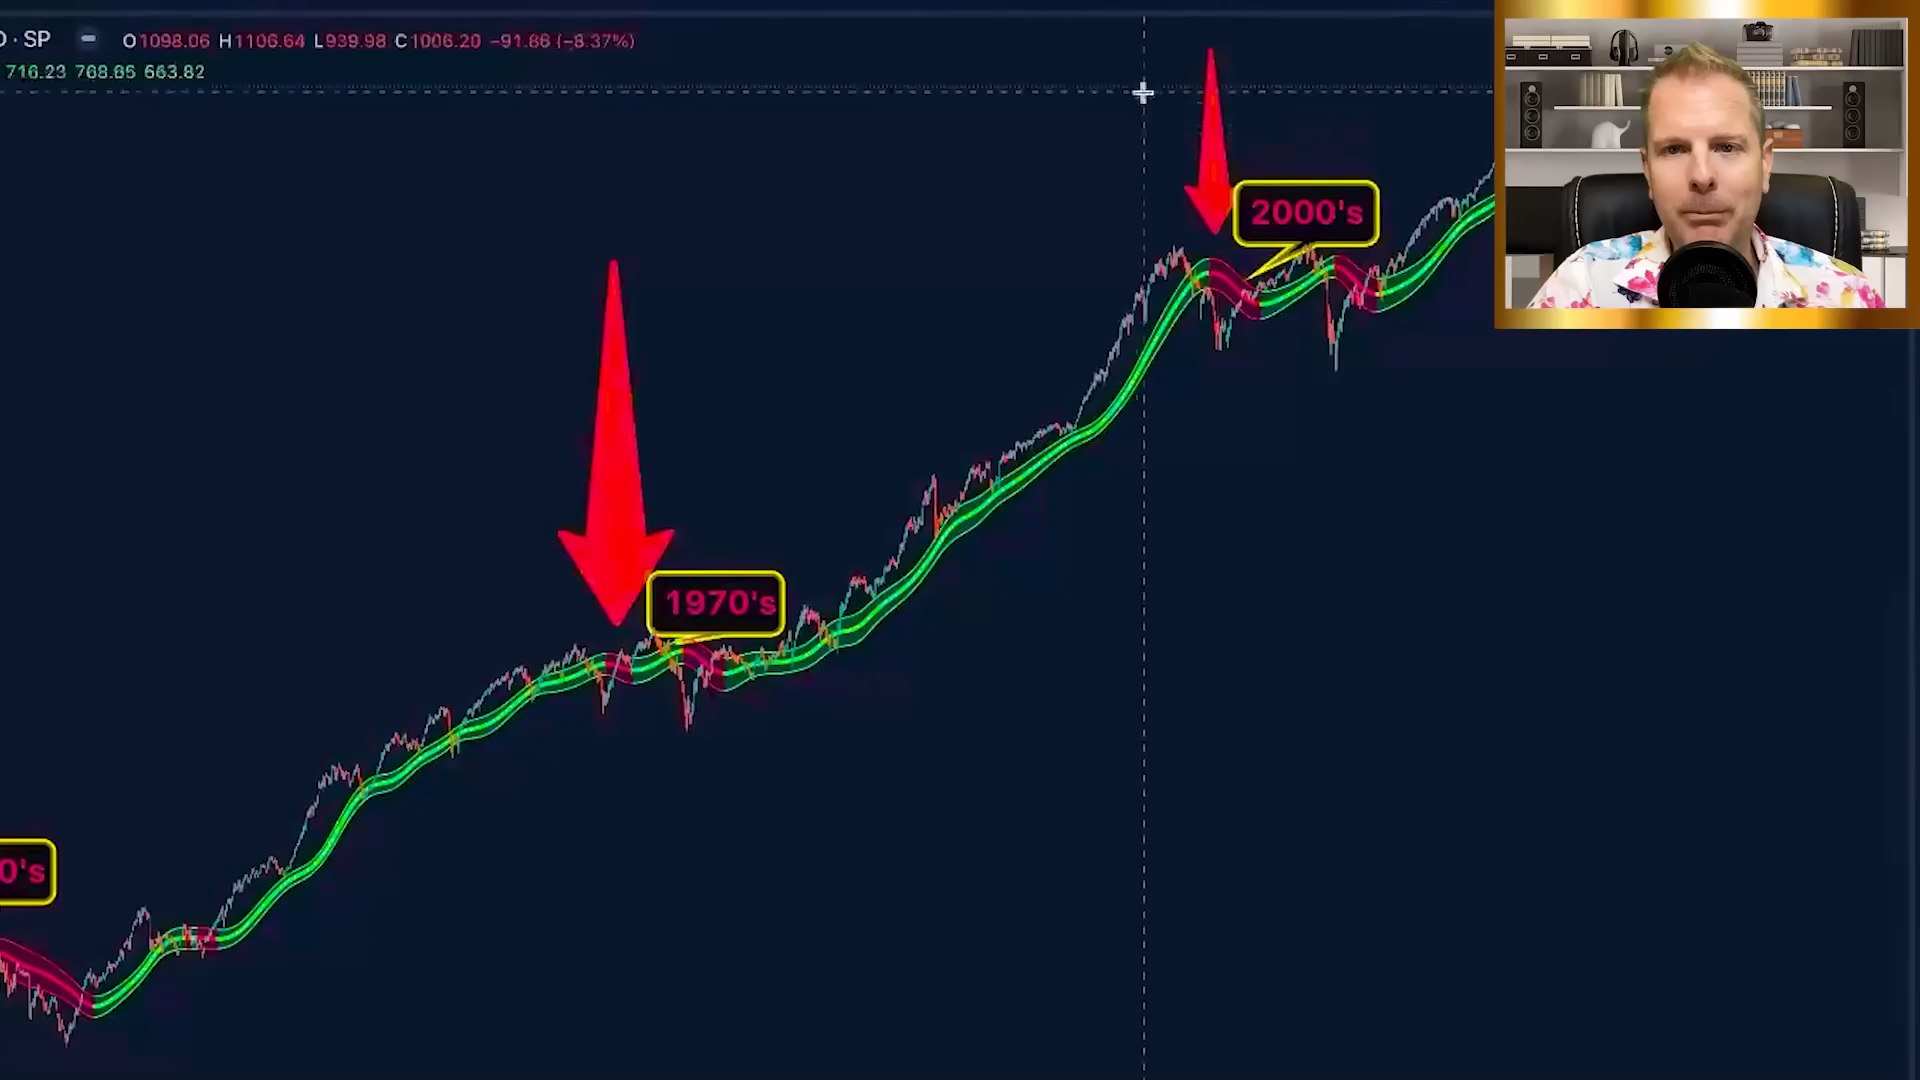 · SP O1098.06 H1106.64 L939.98 C1006.20 −91.86 (−8.37%)
716.23 768.85 663.82
2000's
1970's
0's